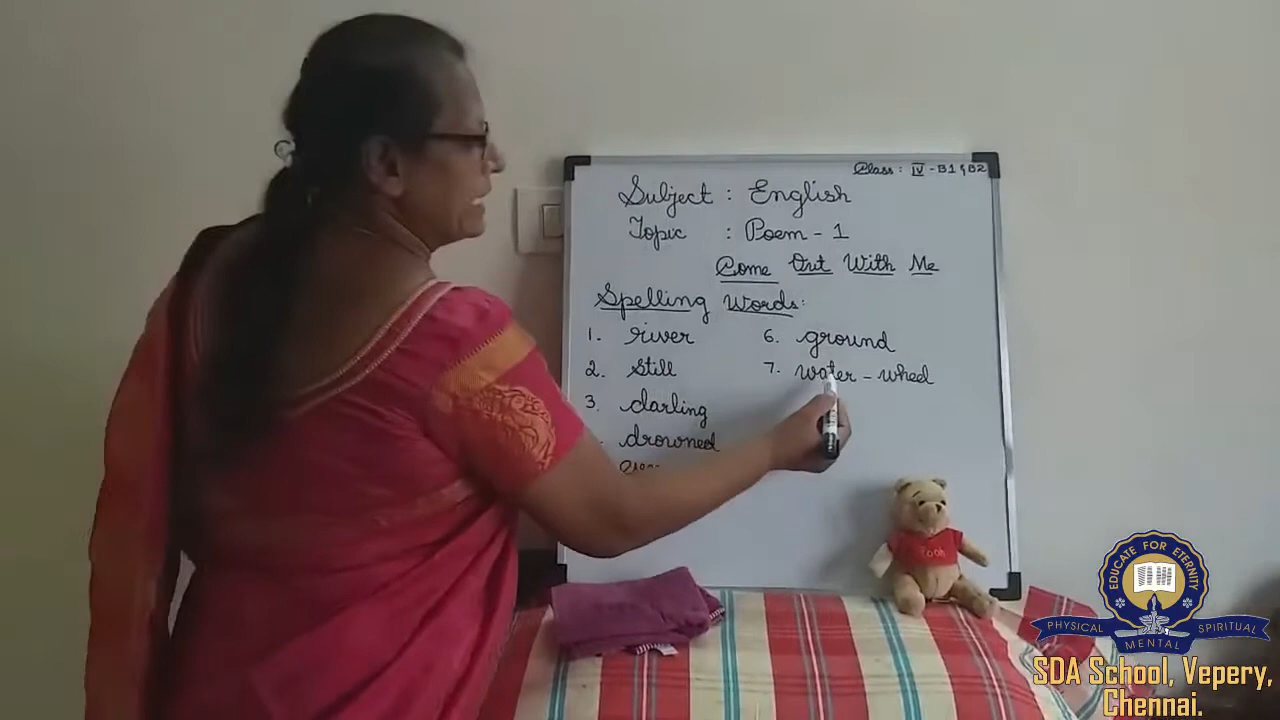 Class : IV - B1 & B2
Subject : English
Topic : Poem - 1
Come Out With Me
Spelling Words:
1. river
2. still
3. darling
drowned
6. ground
7. water - wheel
Pooh
EDUCATE FOR ETERNITY
PHYSICAL MENTAL SPIRITUAL
SDA School, Vepery,
Chennai.